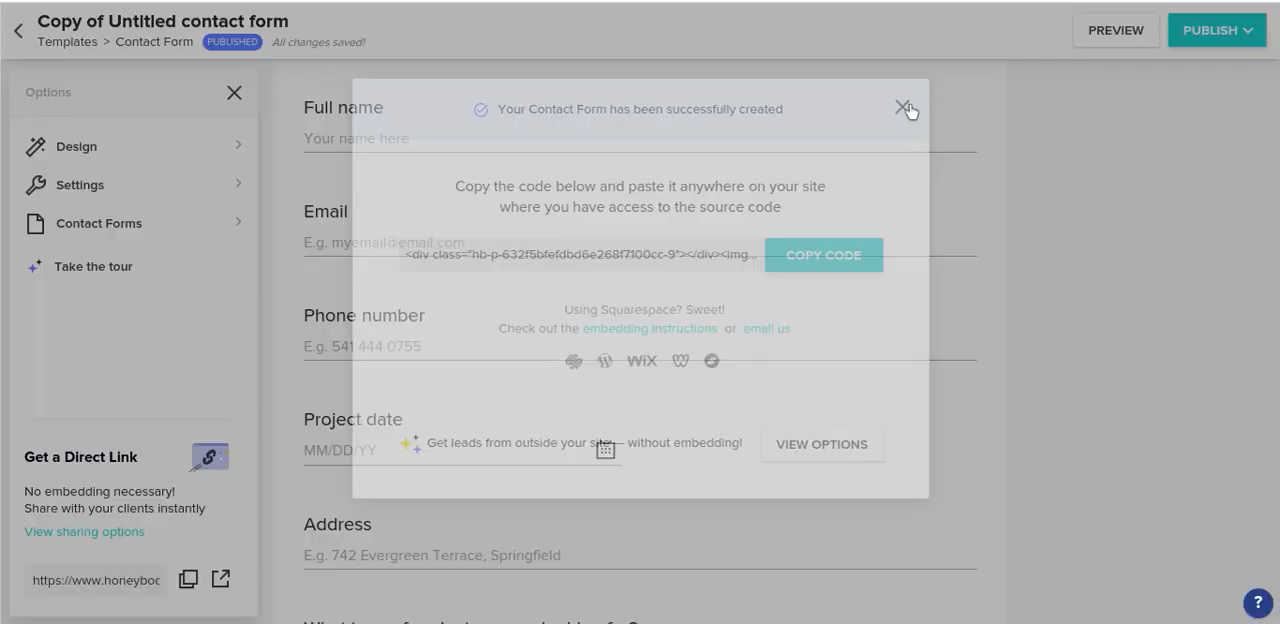 Copy of Untitled contact form
Templates > Contact Form PUBLISHED All changes saved!
PREVIEW
PUBLISH
Options
Design
Settings
Contact Forms
Take the tour
Get a Direct Link
No embedding necessary!
Share with your clients instantly
View sharing options
https://www.honeyboo
Full name
Your name here
Email
E.g. myemail@email.com
Phone number
E.g. 541 444 0755
Project date
MM/DD/YY
Address
E.g. 742 Evergreen Terrace, Springfield
Your Contact Form has been successfully created
Copy the code below and paste it anywhere on your site
where you have access to the source code
<div class="hb-p-632f5bfefdbd6e268f7100cc-9"></div><img...
COPY CODE
Using Squarespace? Sweet!
Check out the embedding instructions or email us
WiX
Get leads from outside your site — without embedding!
VIEW OPTIONS
?